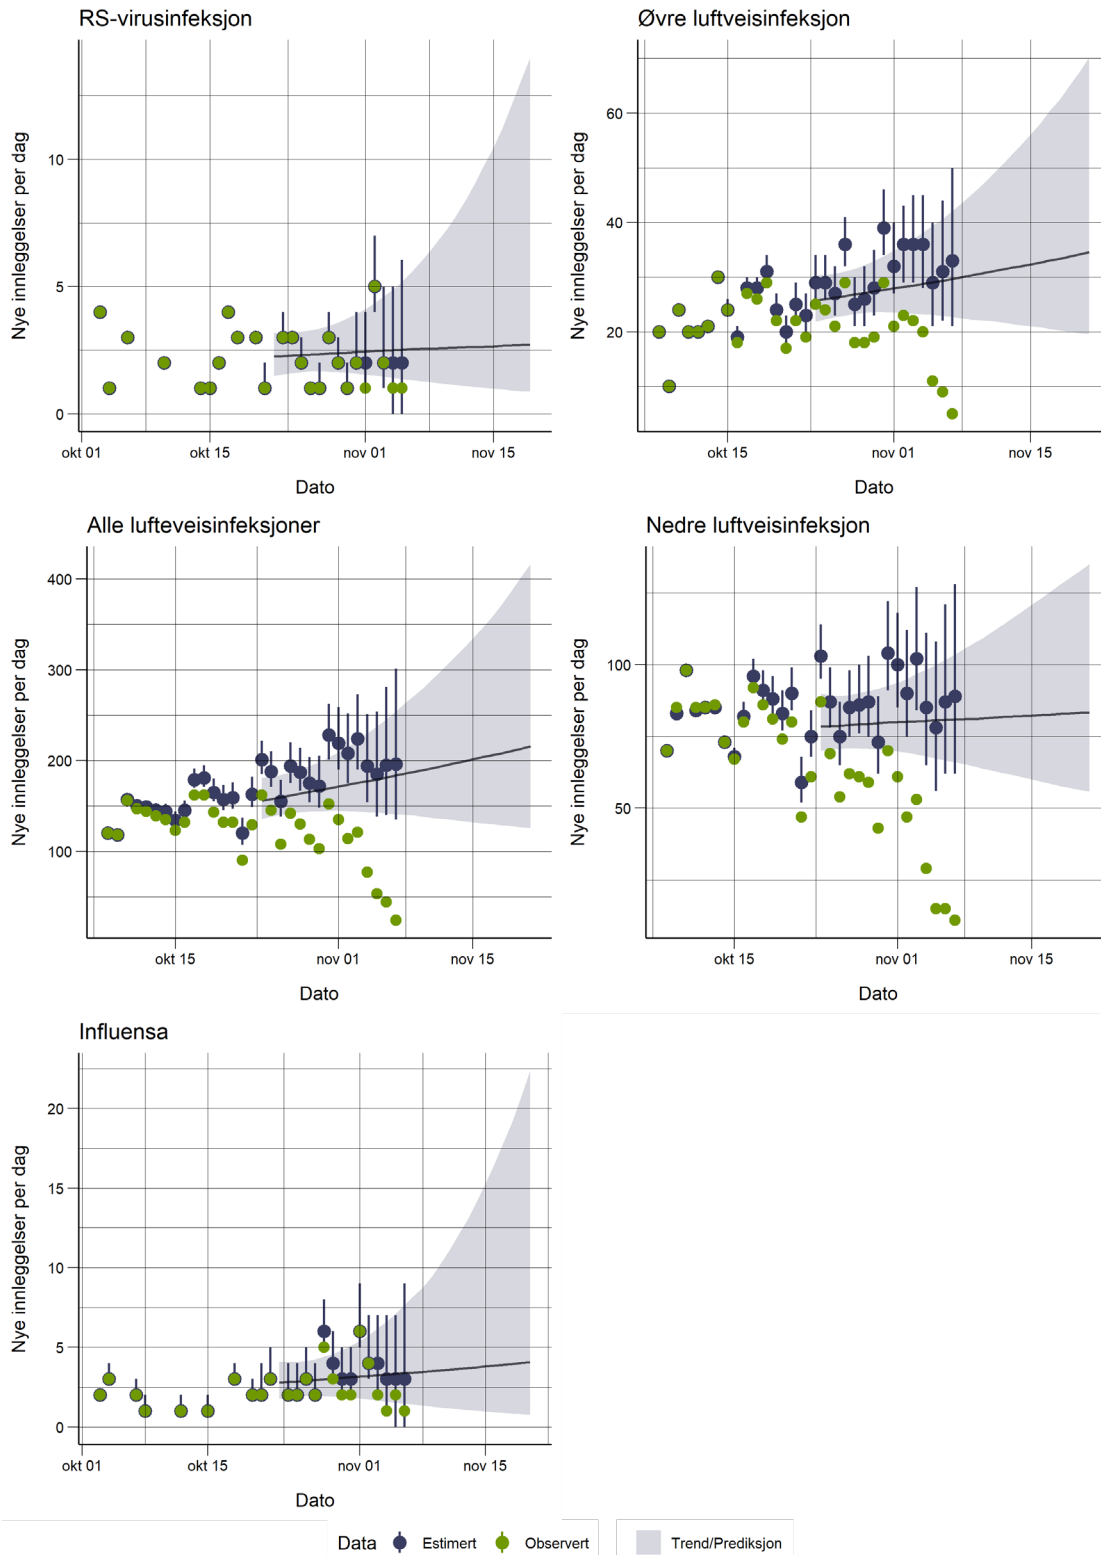 RS-virusinfeksjon
Nye innleggelser per dag
10
5
0
okt 01
okt 15
nov 01
nov 15
Dato
Øvre luftveisinfeksjon
Nye innleggelser per dag
60
40
20
okt 15
nov 01
nov 15
Dato
Alle lufteveisinfeksjoner
Nye innleggelser per dag
400
300
200
100
okt 15
nov 01
nov 15
Dato
Nedre luftveisinfeksjon
Nye innleggelser per dag
100
50
okt 15
nov 01
nov 15
Dato
Influensa
Nye innleggelser per dag
20
15
10
5
0
okt 01
okt 15
nov 01
nov 15
Dato
Data Estimert Observert Trend/Prediksjon